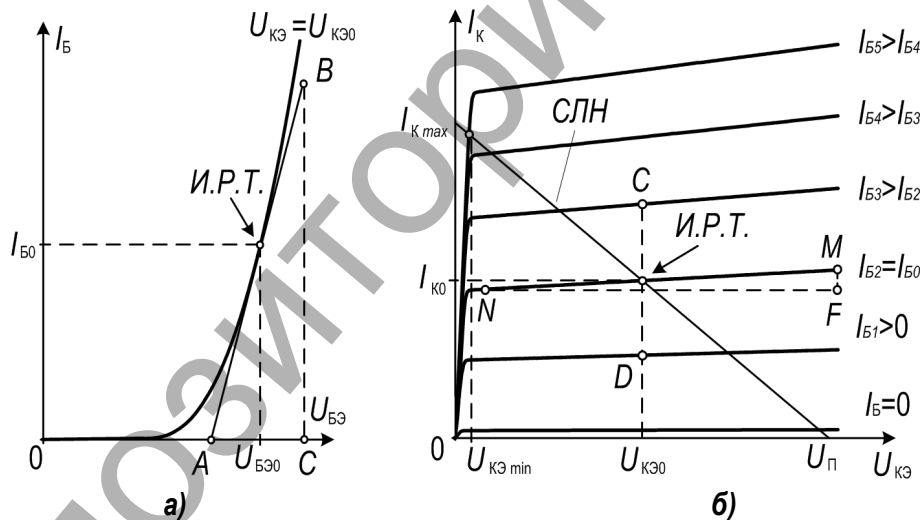 I_Б
U_КЭ = U_КЭ0
B
И.Р.Т.
I_Б0
U_БЭ
0
A
U_БЭ0
C
а)
I_К
I_Б5>I_Б4
I_К max
СЛН
I_Б4>I_Б3
C
I_Б3>I_Б2
И.Р.Т.
M
I_К0
I_Б2=I_Б0
N
F
I_Б1>0
D
I_Б=0
0
U_КЭ min
U_КЭ0
U_П
U_КЭ
б)
ПОЗИТОРИ